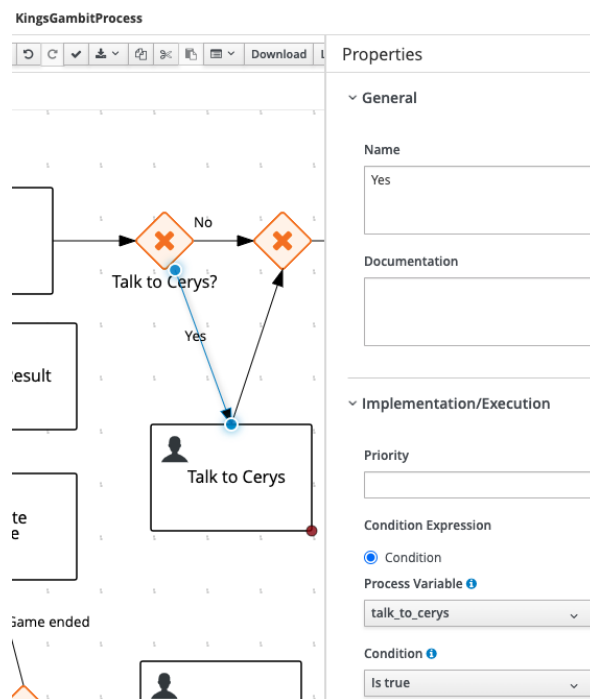 KingsGambitProcess
Download
Properties
General
Name
Yes
No
Documentation
Talk to Cerys?
Yes
esult
Implementation/Execution
Priority
Talk to Cerys
Condition Expression
te
e
Condition
Process Variable
talk_to_cerys
Game ended
Condition
Is true